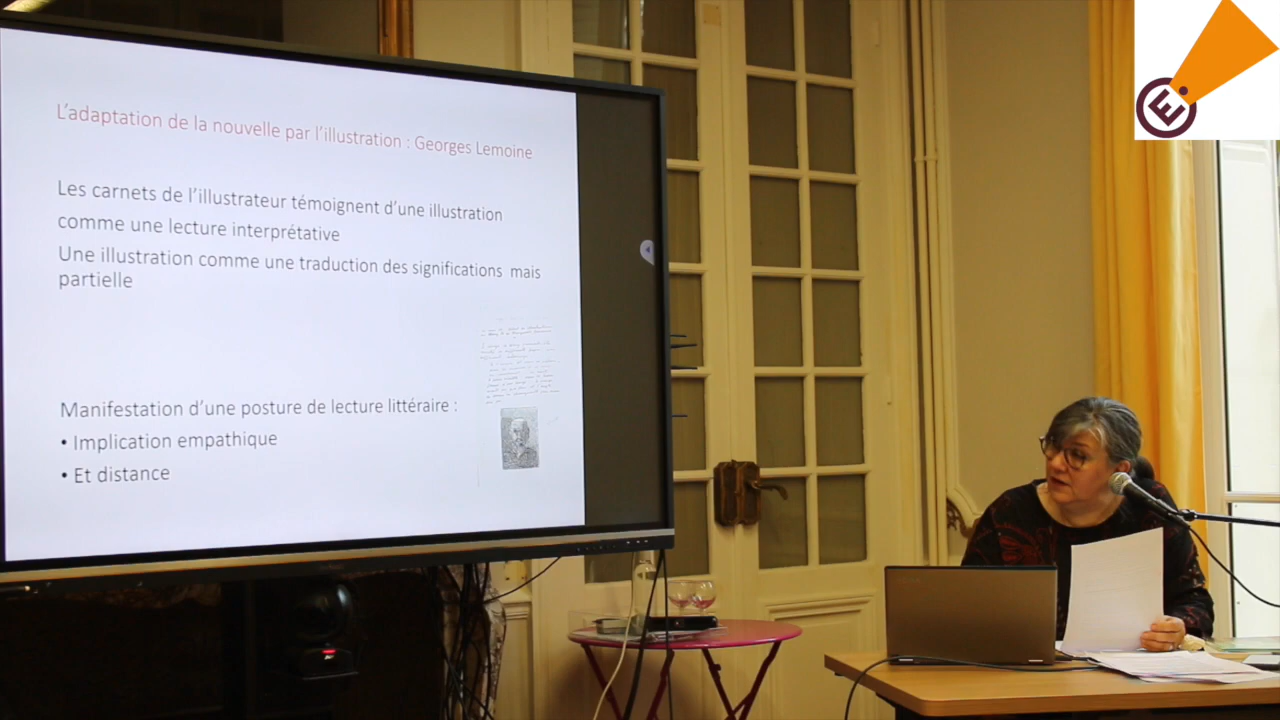 L'adaptation de la nouvelle par l'illustration : Georges Lemoine
Les carnets de l'illustrateur témoignent d'une illustration
comme une lecture interprétative
Une illustration comme une traduction des significations mais
partielle
Manifestation d'une posture de lecture littéraire :
• Implication empathique
• Et distance
E